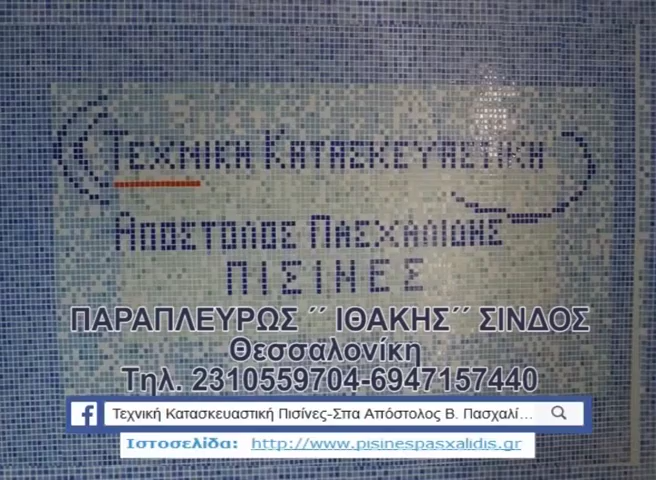 Τεχνικη Κατασκευαστικη
Αποστολος Πασχαλιδης
ΠΙΣΙΝΕΣ
ΠΑΡΑΠΛΕΥΡΩΣ ΄΄ ΙΘΑΚΗΣ΄΄ ΣΙΝΔΟΣ
Θεσσαλονίκη
Τηλ. 2310559704-6947157440
Τεχνική Κατασκευαστική Πισίνες-Σπα Απόστολος Β. Πασχαλί...
Ιστοσελίδα: http://www.pisinespasxalidis.gr